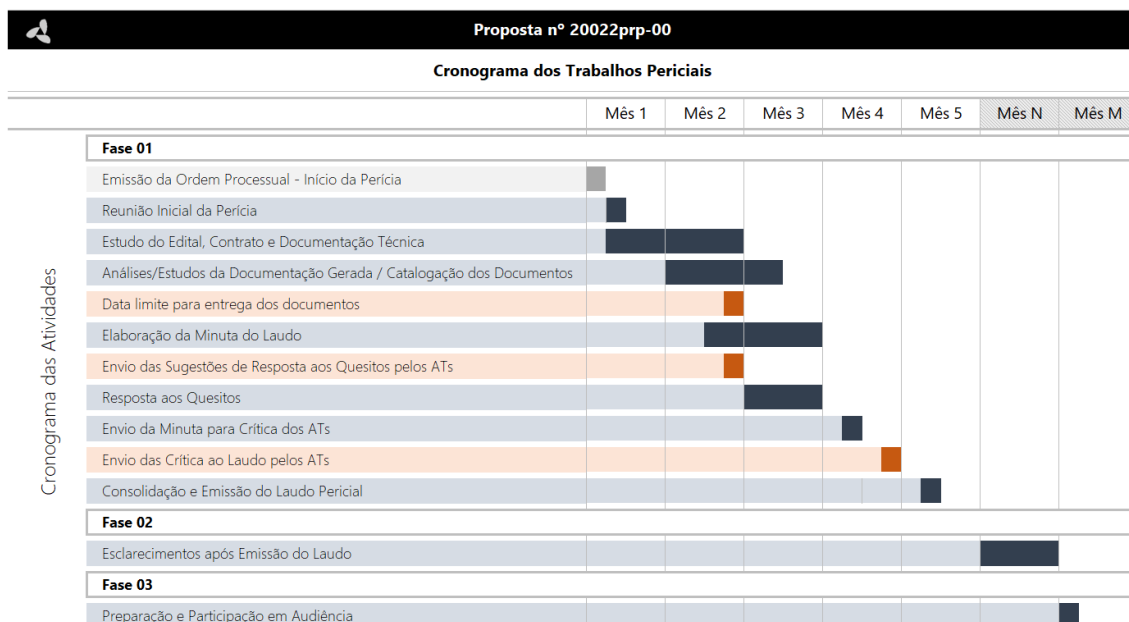 Proposta nº 20022prp-00
Cronograma dos Trabalhos Periciais
Mês 1 Mês 2 Mês 3 Mês 4 Mês 5 Mês N Mês M
Cronograma das Atividades
Fase 01
Emissão da Ordem Processual - Início da Perícia
Reunião Inicial da Perícia
Estudo do Edital, Contrato e Documentação Técnica
Análises/Estudos da Documentação Gerada / Catalogação dos Documentos
Data limite para entrega dos documentos
Elaboração da Minuta do Laudo
Envio das Sugestões de Resposta aos Quesitos pelos ATs
Resposta aos Quesitos
Envio da Minuta para Crítica dos ATs
Envio das Crítica ao Laudo pelos ATs
Consolidação e Emissão do Laudo Pericial
Fase 02
Esclarecimentos após Emissão do Laudo
Fase 03
Preparação e Participação em Audiência